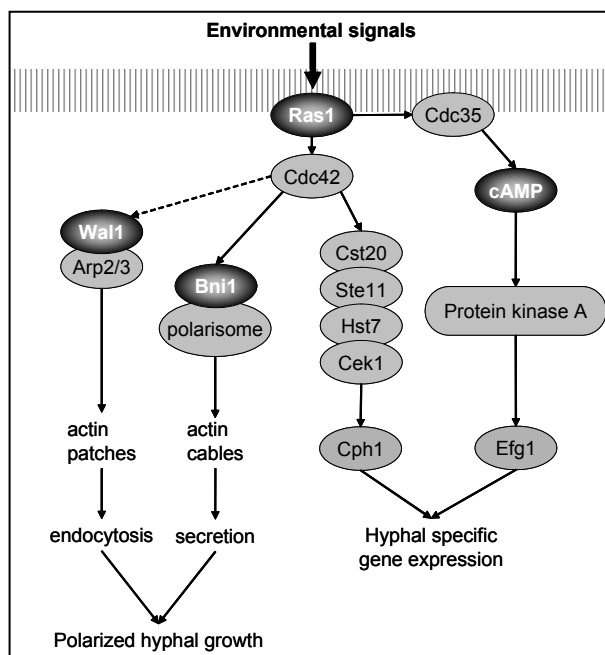 Environmental signals
Ras1
Cdc35
Cdc42
cAMP
Wal1
Arp2/3
Bni1
polarisome
Cst20
Ste11
Hst7
Cek1
Protein kinase A
actin
patches
actin
cables
Cph1
Efg1
endocytosis
secretion
Hyphal specific
gene expression
Polarized hyphal growth